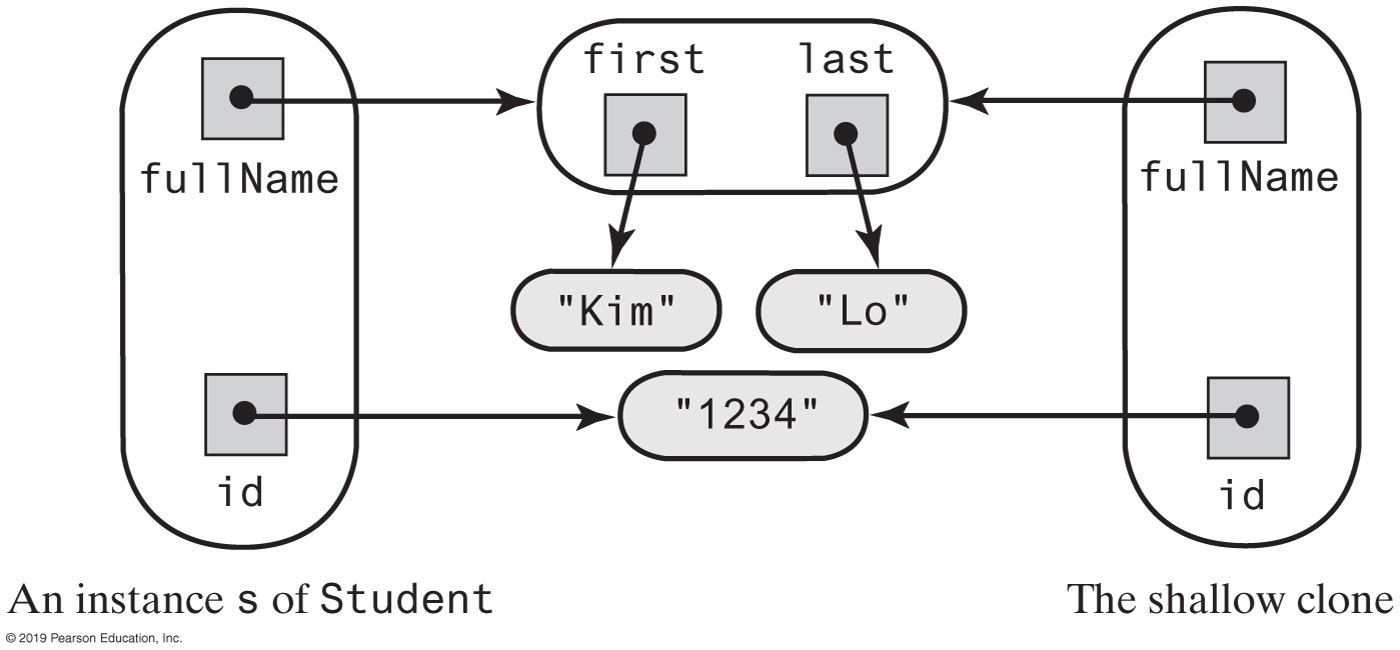 first last
fullName
fullName
"Kim" "Lo"
"1234"
id
id
An instance s of Student
The shallow clone
© 2019 Pearson Education, Inc.